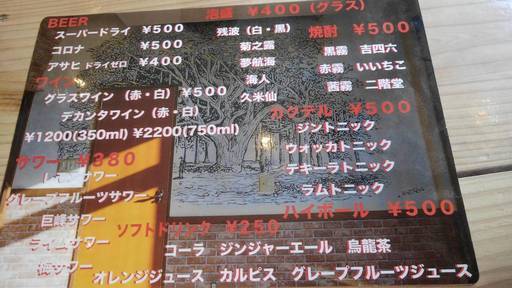 BEER
スーパードライ ￥500
コロナ ￥500
アサヒ ドライゼロ ￥400
ワイン
グラスワイン（赤・白）￥500
デカンタワイン（赤・白）
￥1200(350ml) ￥2200(750ml)
サワー ￥380
レモンサワー
グレープフルーツサワー
巨峰サワー
ライムサワー
梅サワー
泡盛 ￥400（グラス）
残波（白・黒）
菊之露
夢航海
海人
久米仙
焼酎 ￥500
黒霧 吉四六
赤霧 いいちこ
茜霧 二階堂
カクテル ￥500
ジントニック
ウォッカトニック
テキーラトニック
ラムトニック
ハイボール ￥500
ソフトドリンク ￥250
コーラ ジンジャーエール 烏龍茶
オレンジジュース カルピス グレープフルーツジュース